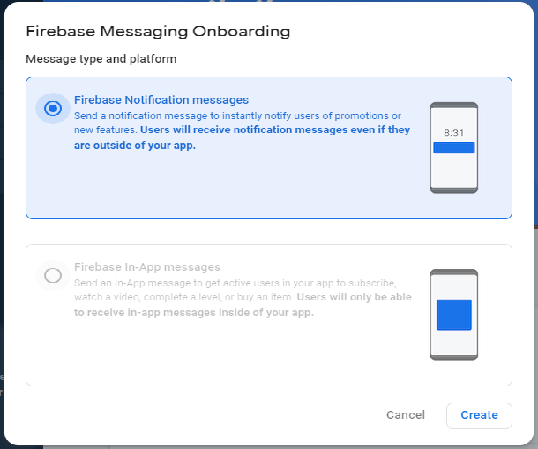 Firebase Messaging Onboarding
Message type and platform
Firebase Notification messages
Send a notification message to instantly notify users of promotions or
new features. Users will receive notification messages even if they
are outside of your app.
8:31
Firebase In-App messages
Send an In-App message to get active users in your app to subscribe,
watch a video, complete a level, or buy an item. Users will only be able
to receive in-app messages inside of your app.
Cancel
Create